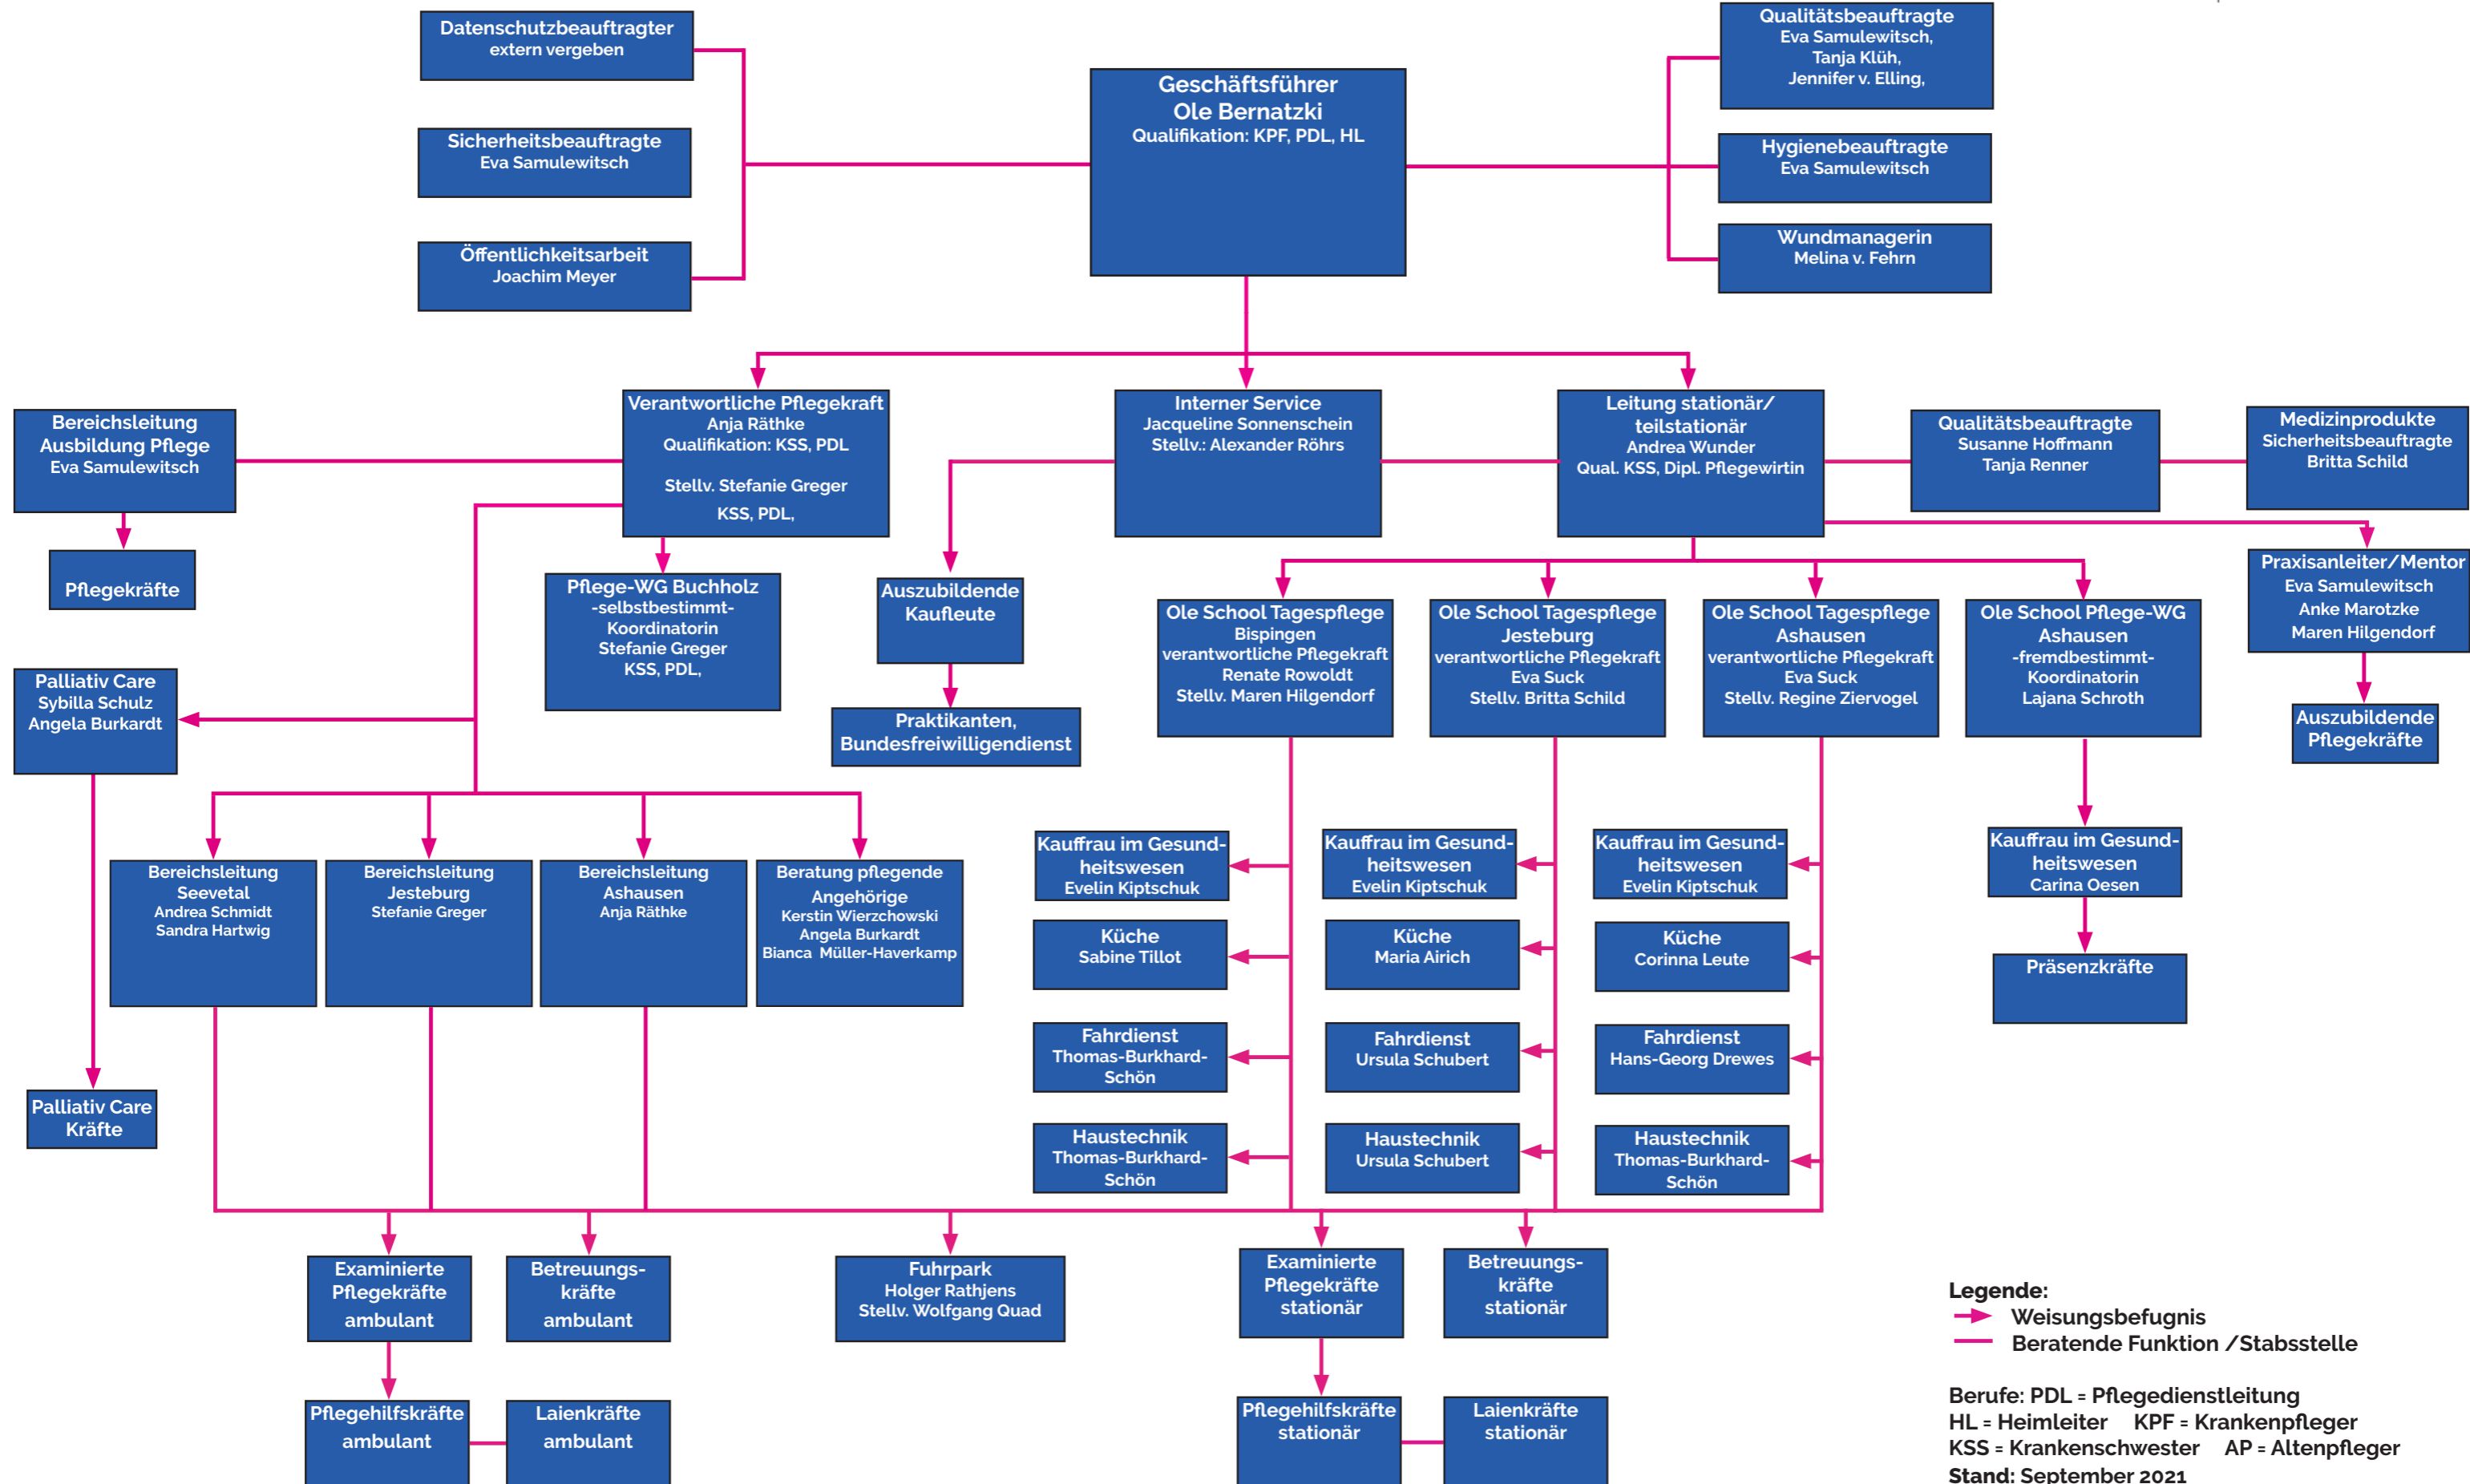 Datenschutzbeauftragter
extern vergeben
Sicherheitsbeauftragte
Eva Samulewitsch
Öffentlichkeitsarbeit
Joachim Meyer
Geschäftsführer
Ole Bernatzki
Qualifikation: KPF, PDL, HL
Qualitätsbeauftragte
Eva Samulewitsch,
Tanja Klüh,
Jennifer v. Elling,
Hygienebeauftragte
Eva Samulewitsch
Wundmanagerin
Melina v. Fehrn
Bereichsleitung
Ausbildung Pflege
Eva Samulewitsch
Pflegekräfte
Verantwortliche Pflegekraft
Anja Räthke
Qualifikation: KSS, PDL
Stellv. Stefanie Greger
KSS, PDL,
Interner Service
Jacqueline Sonnenschein
Stellv.: Alexander Röhrs
Leitung stationär/
teilstationär
Andrea Wunder
Qual. KSS, Dipl. Pflegewirtin
Qualitätsbeauftragte
Susanne Hoffmann
Tanja Renner
Medizinprodukte
Sicherheitsbeauftragte
Britta Schild
Pflege-WG Buchholz
-selbstbestimmt-
Koordinatorin
Stefanie Greger
KSS, PDL,
Auszubildende
Kaufleute
Praktikanten,
Bundesfreiwilligendienst
Ole School Tagespflege
Bispingen
verantwortliche Pflegekraft
Renate Rowoldt
Stellv. Maren Hilgendorf
Ole School Tagespflege
Jesteburg
verantwortliche Pflegekraft
Eva Suck
Stellv. Britta Schild
Ole School Tagespflege
Ashausen
verantwortliche Pflegekraft
Eva Suck
Stellv. Regine Ziervogel
Ole School Pflege-WG
Ashausen
-fremdbestimmt-
Koordinatorin
Lajana Schroth
Praxisanleiter/Mentor
Eva Samulewitsch
Anke Marotzke
Maren Hilgendorf
Auszubildende
Pflegekräfte
Palliativ Care
Sybilla Schulz
Angela Burkardt
Palliativ Care
Kräfte
Bereichsleitung
Seevetal
Andrea Schmidt
Sandra Hartwig
Bereichsleitung
Jesteburg
Stefanie Greger
Bereichsleitung
Ashausen
Anja Räthke
Beratung pflegende
Angehörige
Kerstin Wierzchowski
Angela Burkardt
Bianca Müller-Haverkamp
Kauffrau im Gesund-
heitswesen
Evelin Kiptschuk
Küche
Sabine Tillot
Fahrdienst
Thomas-Burkhard-
Schön
Haustechnik
Thomas-Burkhard-
Schön
Kauffrau im Gesund-
heitswesen
Evelin Kiptschuk
Küche
Maria Airich
Fahrdienst
Ursula Schubert
Haustechnik
Ursula Schubert
Kauffrau im Gesund-
heitswesen
Evelin Kiptschuk
Küche
Corinna Leute
Fahrdienst
Hans-Georg Drewes
Haustechnik
Thomas-Burkhard-
Schön
Kauffrau im Gesund-
heitswesen
Carina Oesen
Präsenzkräfte
Examinierte
Pflegekräfte
ambulant
Betreuungs-
kräfte
ambulant
Fuhrpark
Holger Rathjens
Stellv. Wolfgang Quad
Examinierte
Pflegekräfte
stationär
Betreuungs-
kräfte
stationär
Pflegehilfskräfte
ambulant
Laienkräfte
ambulant
Pflegehilfskräfte
stationär
Laienkräfte
stationär
Legende:
Weisungsbefugnis
Beratende Funktion /Stabsstelle
Berufe: PDL = Pflegedienstleitung
HL = Heimleiter KPF = Krankenpfleger
KSS = Krankenschwester AP = Altenpfleger
Stand: September 2021